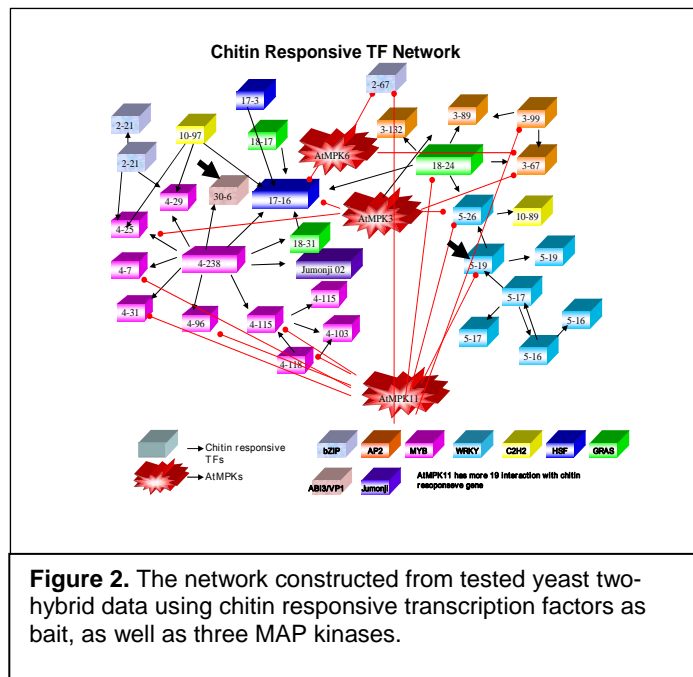 Chitin Responsive TF Network
2-67
17-3
3-89
3-99
2-21
10-97
18-17
3-132
AtMPK6
2-21
18-24
3-67
4-29
30-6
17-16
AtMPK3
5-26
10-89
4-25
18-31
4-238
Jumonji 02
5-19
5-19
4-7
4-115
5-17
4-31
4-96
4-115
4-103
5-17
5-16
5-16
4-118
AtMPK11
Chitin responsive
TFs
AtMPKs
bZIP
AP2
MYB
WRKY
C2H2
HSF
GRAS
ABI3/VP1
Jumonji
AtMPK11 has more 19 interaction with chitin
resoponseve gene
Figure 2. The network constructed from tested yeast two-
hybrid data using chitin responsive transcription factors as
bait, as well as three MAP kinases.